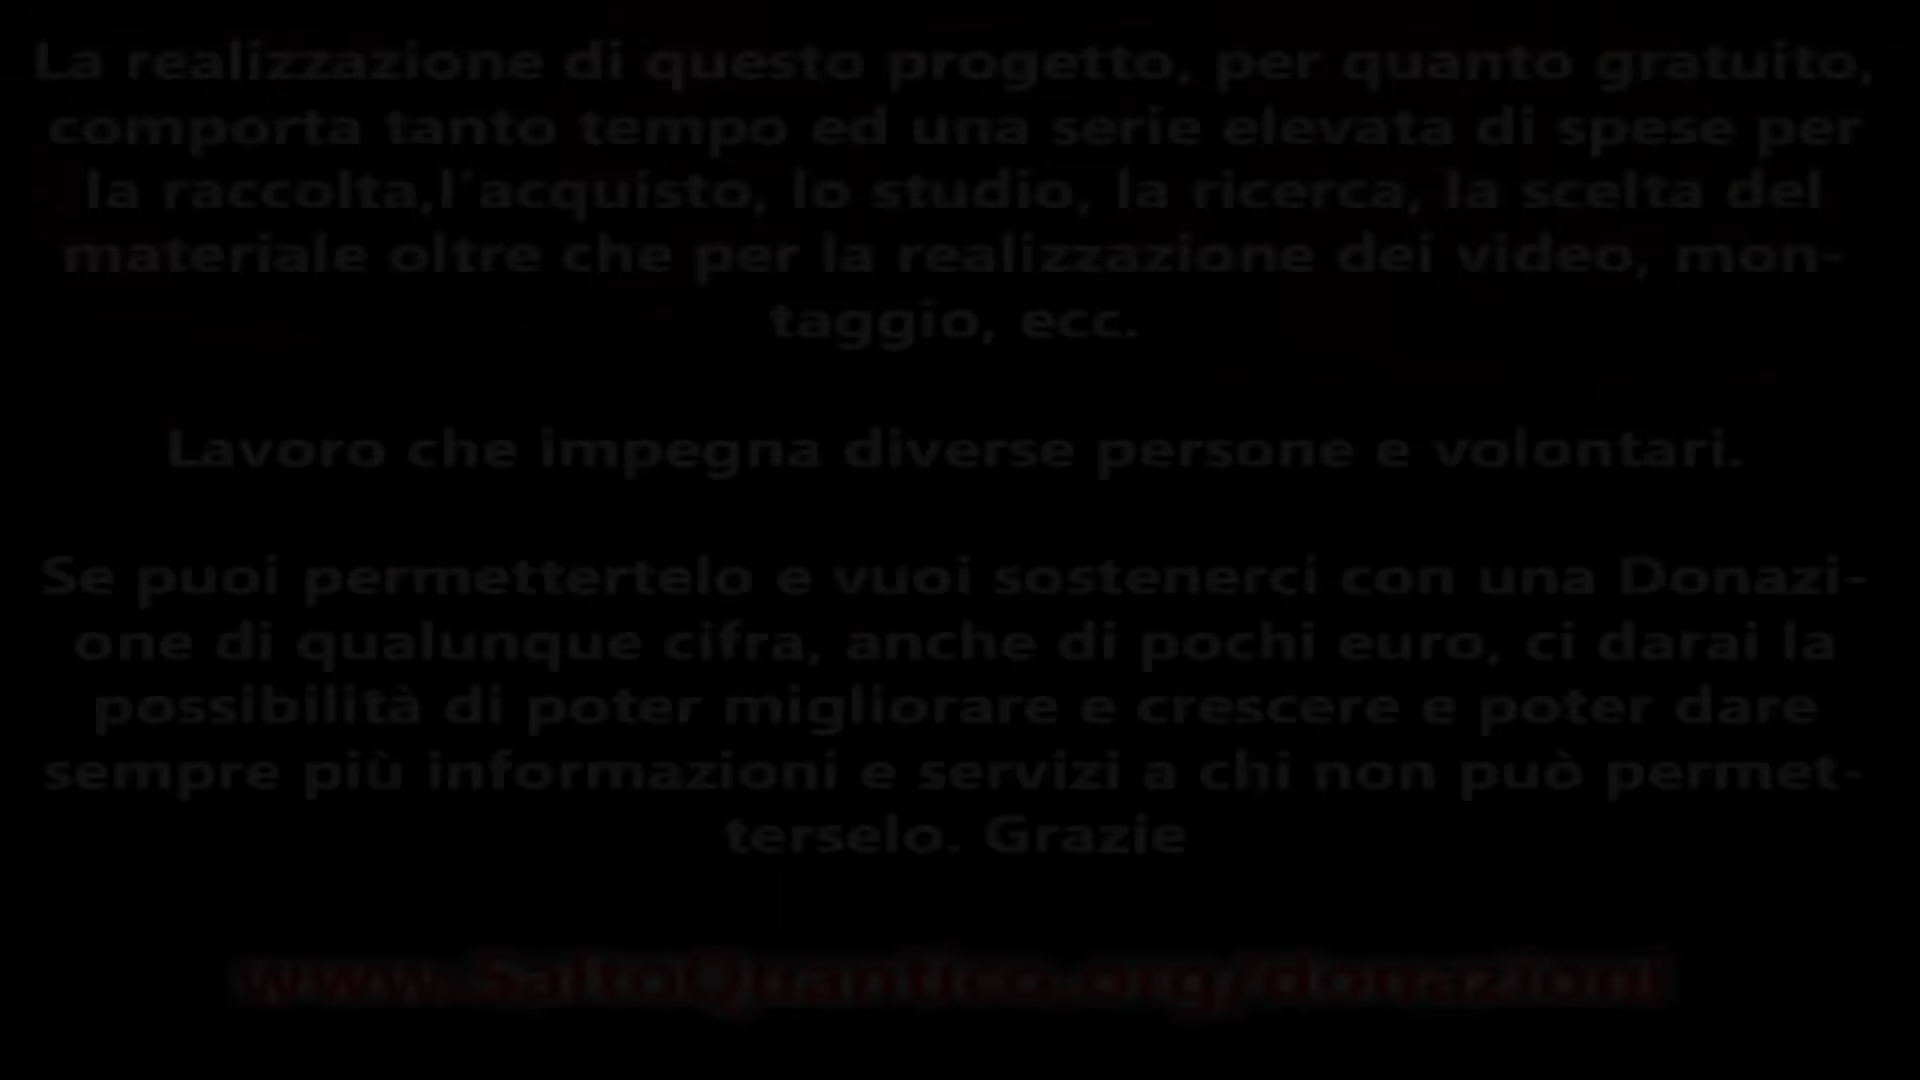 La realizzazione di questo progetto, per quanto gratuito,
comporta tanto tempo ed una serie elevata di spese per
la raccolta,l'acquisto, lo studio, la ricerca, la scelta del
materiale oltre che per la realizzazione dei video, mon-
taggio, ecc.
Lavoro che impegna diverse persone e volontari.
Se puoi permettertelo e vuoi sostenerci con una Donazi-
one di qualunque cifra, anche di pochi euro, ci darai la
possibilità di poter migliorare e crescere e poter dare
sempre più informazioni e servizi a chi non può permet-
terselo. Grazie
www.SaltoQuantico.org/donazioni